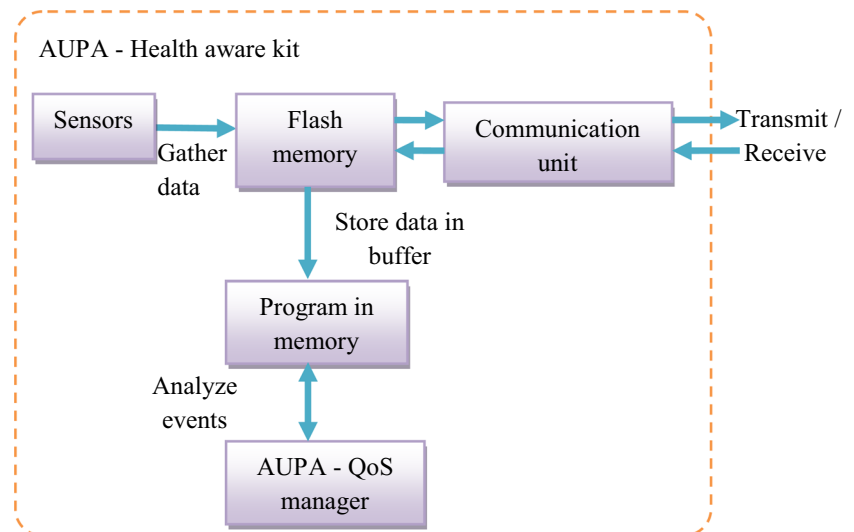 AUPA - Health aware kit
Sensors
Gather
data
Flash
memory
Communication
unit
Transmit /
Receive
Store data in
buffer
Program in
memory
Analyze
events
AUPA - QoS
manager